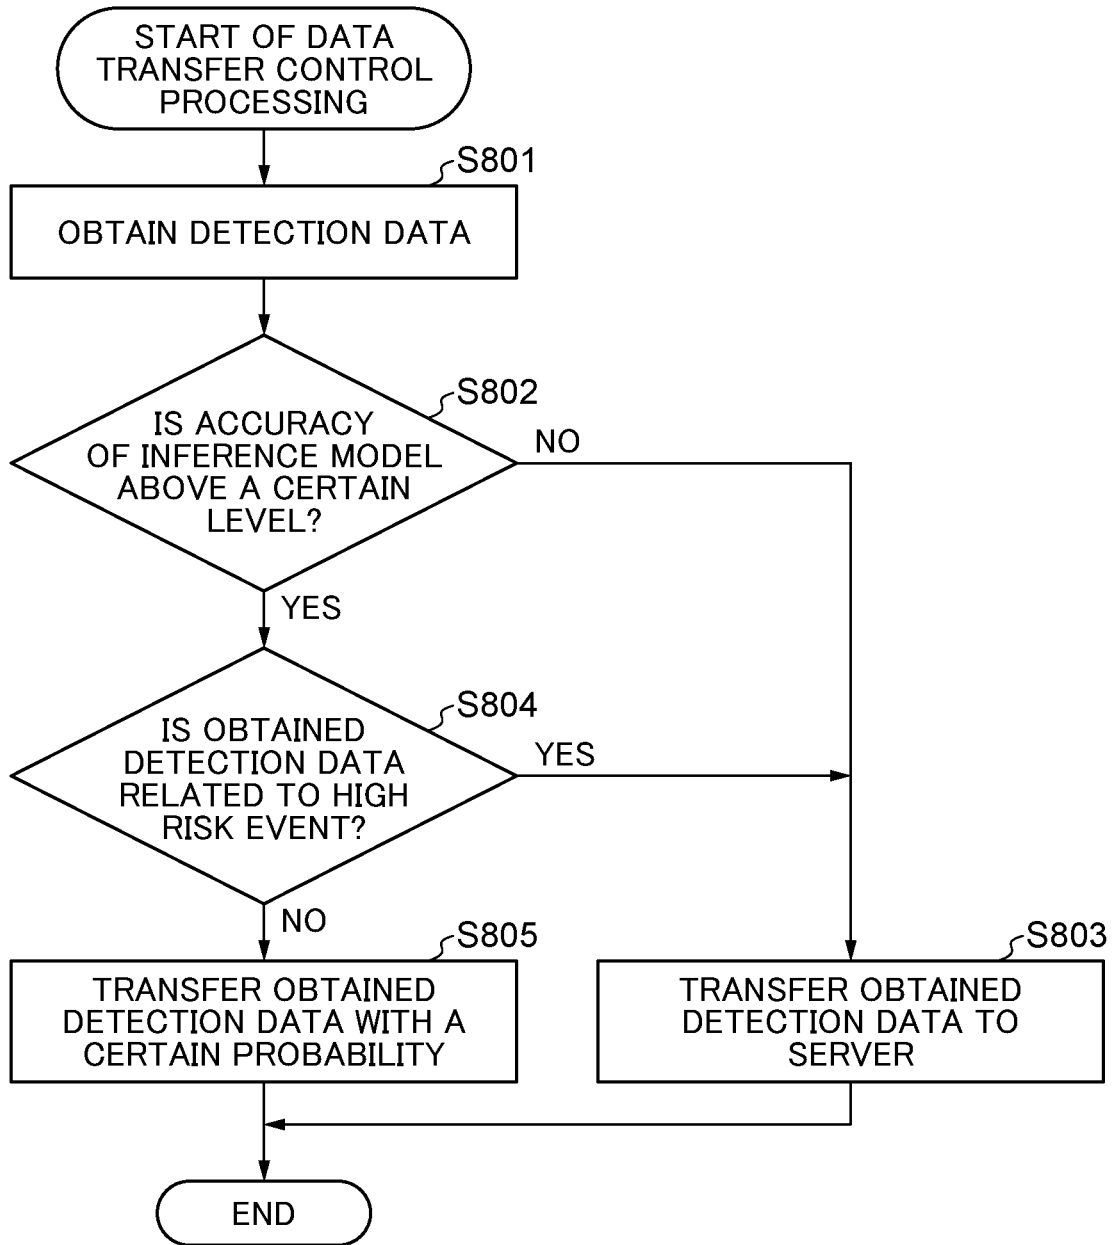 START OF DATA
TRANSFER CONTROL
PROCESSING
S801
OBTAIN DETECTION DATA
S802
IS ACCURACY
OF INFERENCE MODEL
ABOVE A CERTAIN
LEVEL?
NO
YES
S804
IS OBTAINED
DETECTION DATA
RELATED TO HIGH
RISK EVENT?
YES
NO
S805
TRANSFER OBTAINED
DETECTION DATA WITH A
CERTAIN PROBABILITY
S803
TRANSFER OBTAINED
DETECTION DATA TO
SERVER
END